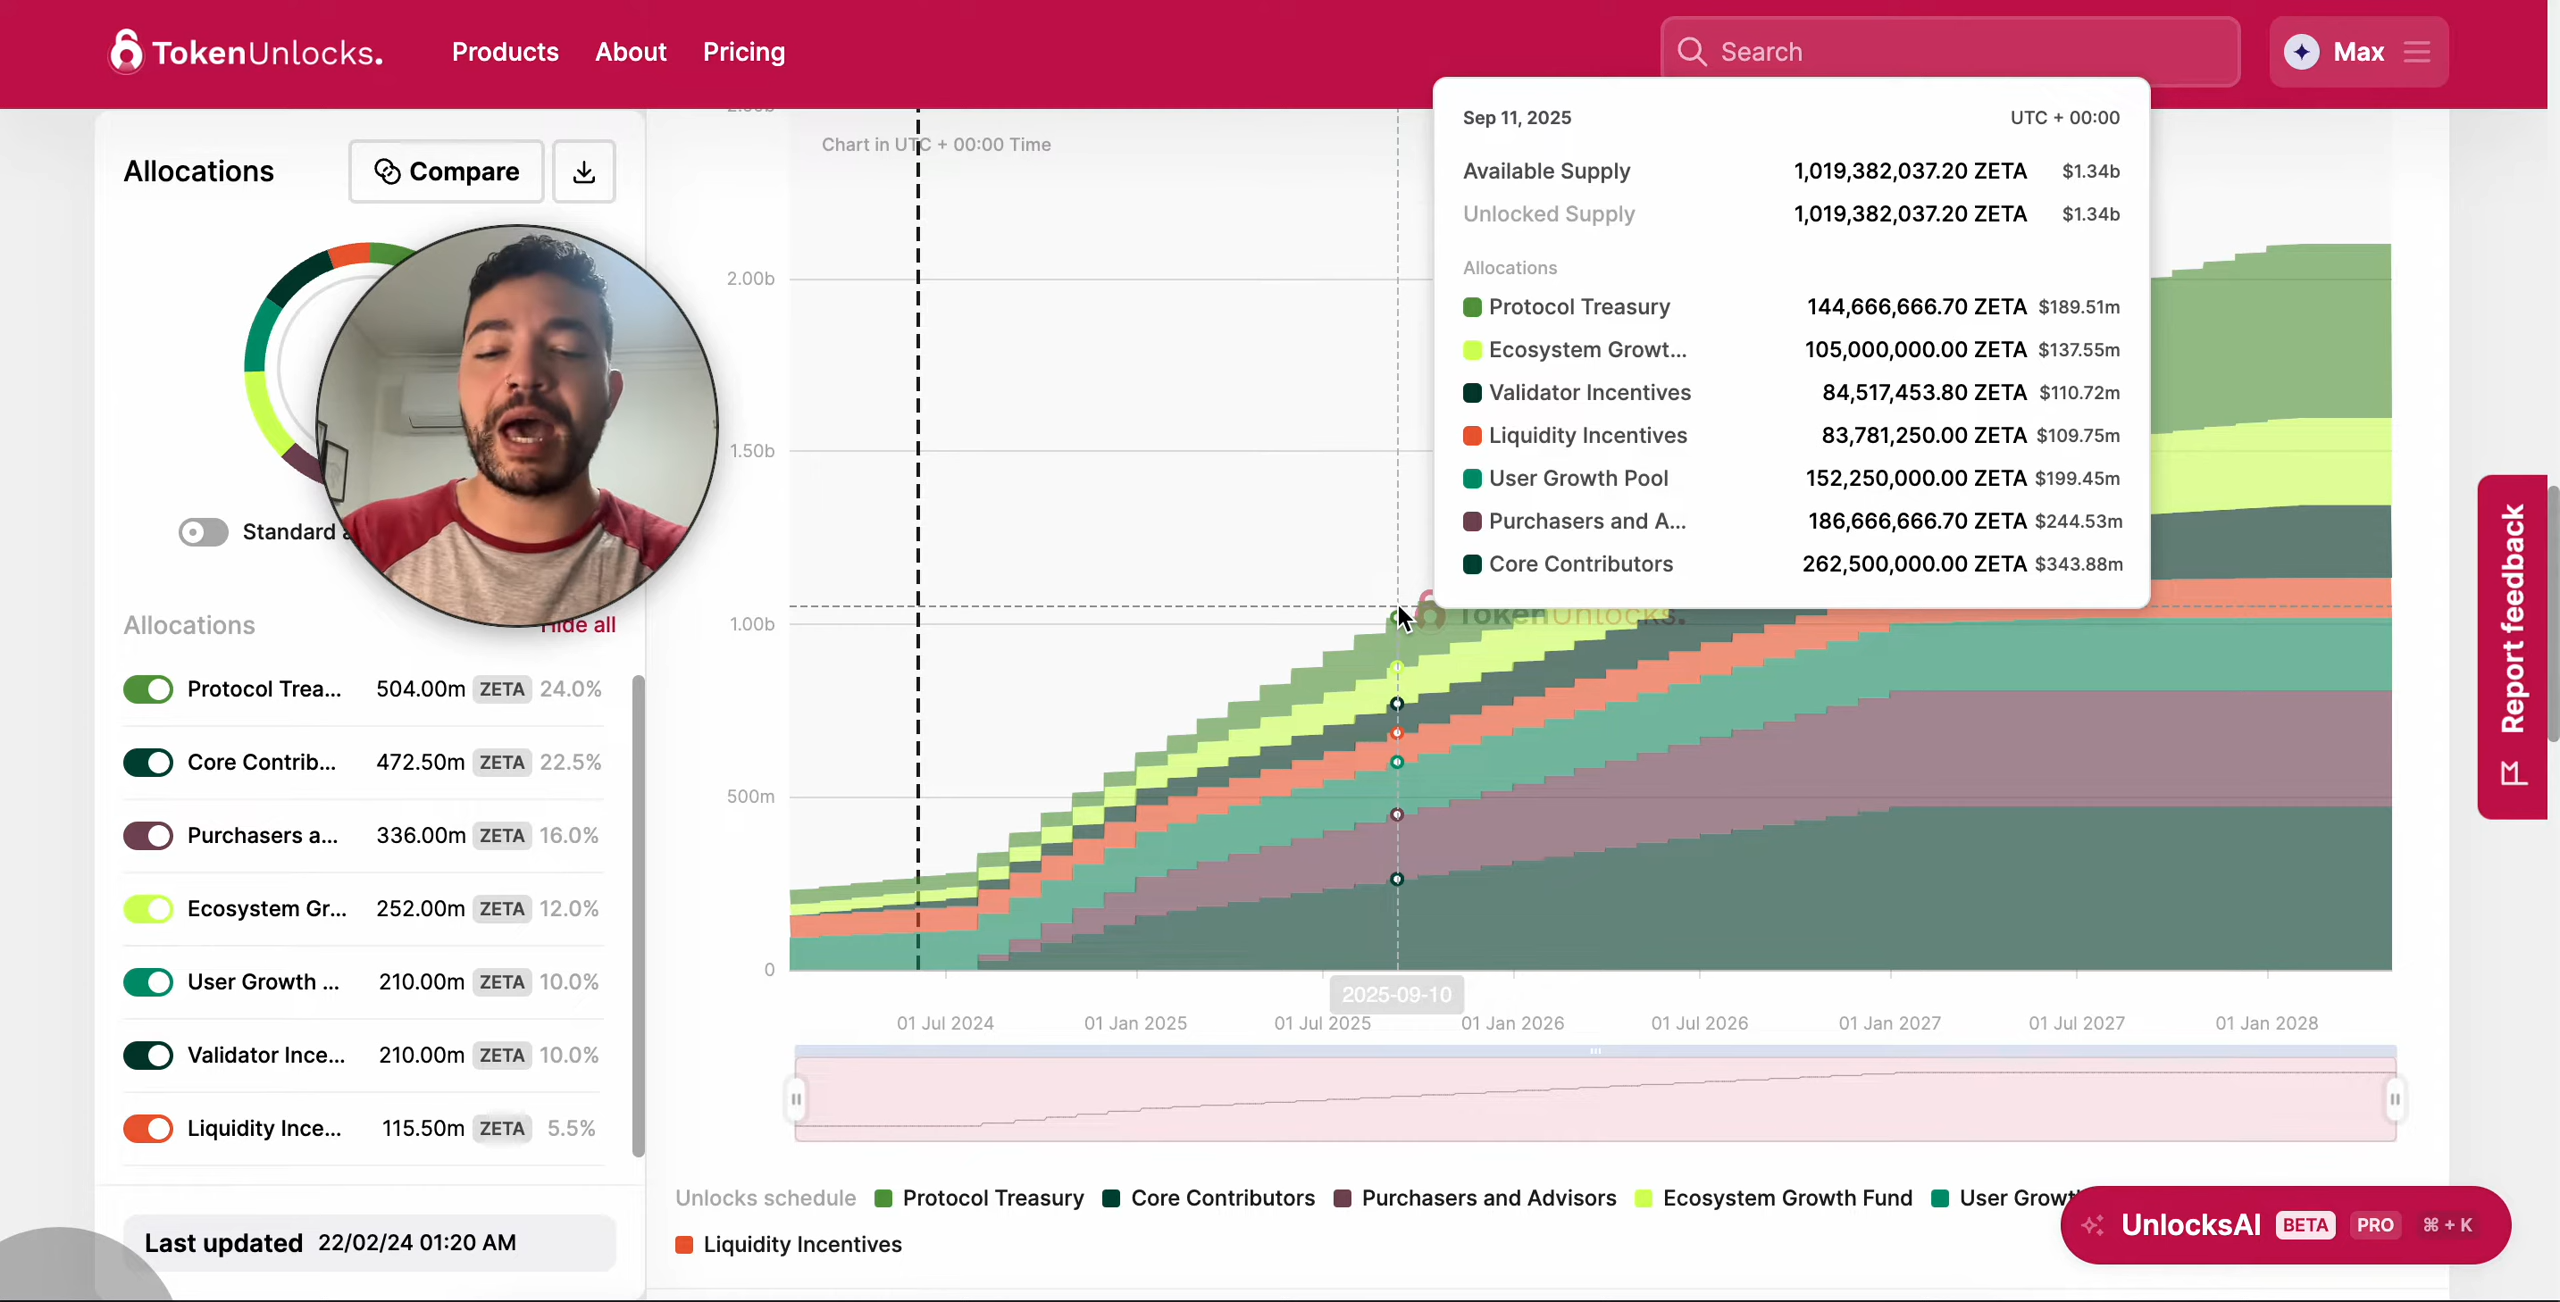 TokenUnlocks.
Products
About
Pricing
Search
Max
Allocations
Compare
Chart in UTC + 00:00 Time
Sep 11, 2025
UTC + 00:00
Available Supply 1,019,382,037.20 ZETA $1.34b
Unlocked Supply 1,019,382,037.20 ZETA $1.34b
Allocations
Protocol Treasury 144,666,666.70 ZETA $189.51m
Ecosystem Growt... 105,000,000.00 ZETA $137.55m
Validator Incentives 84,517,453.80 ZETA $110.72m
Liquidity Incentives 83,781,250.00 ZETA $109.75m
User Growth Pool 152,250,000.00 ZETA $199.45m
Purchasers and A... 186,666,666.70 ZETA $244.53m
Core Contributors 262,500,000.00 ZETA $343.88m
Standard
Allocations
Hide all
Protocol Trea... 504.00m ZETA 24.0%
Core Contrib... 472.50m ZETA 22.5%
Purchasers a... 336.00m ZETA 16.0%
Ecosystem Gr... 252.00m ZETA 12.0%
User Growth ... 210.00m ZETA 10.0%
Validator Ince... 210.00m ZETA 10.0%
Liquidity Ince... 115.50m ZETA 5.5%
Last updated 22/02/24 01:20 AM
2.00b
1.50b
1.00b
500m
0
TokenUnlocks.
2025-09-10
01 Jul 2024
01 Jan 2025
01 Jul 2025
01 Jan 2026
01 Jul 2026
01 Jan 2027
01 Jul 2027
01 Jan 2028
Unlocks schedule
Protocol Treasury
Core Contributors
Purchasers and Advisors
Ecosystem Growth Fund
User Growt
Liquidity Incentives
Report feedback
UnlocksAI BETA PRO ⌘ + K